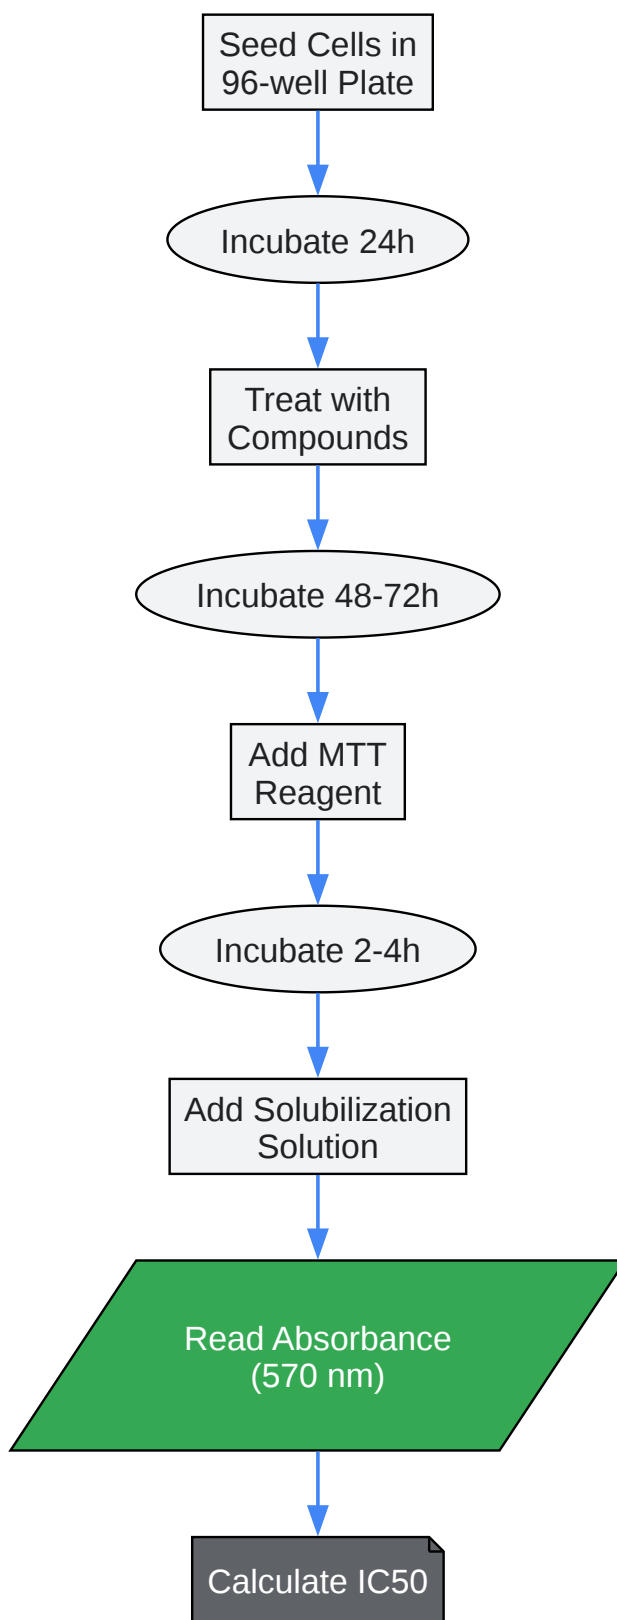 Seed Cells in
96-well Plate
Incubate 24h
Treat with
Compounds
Incubate 48-72h
Add MTT
Reagent
Incubate 2-4h
Add Solubilization
Solution
Read Absorbance
(570 nm)
Calculate IC50